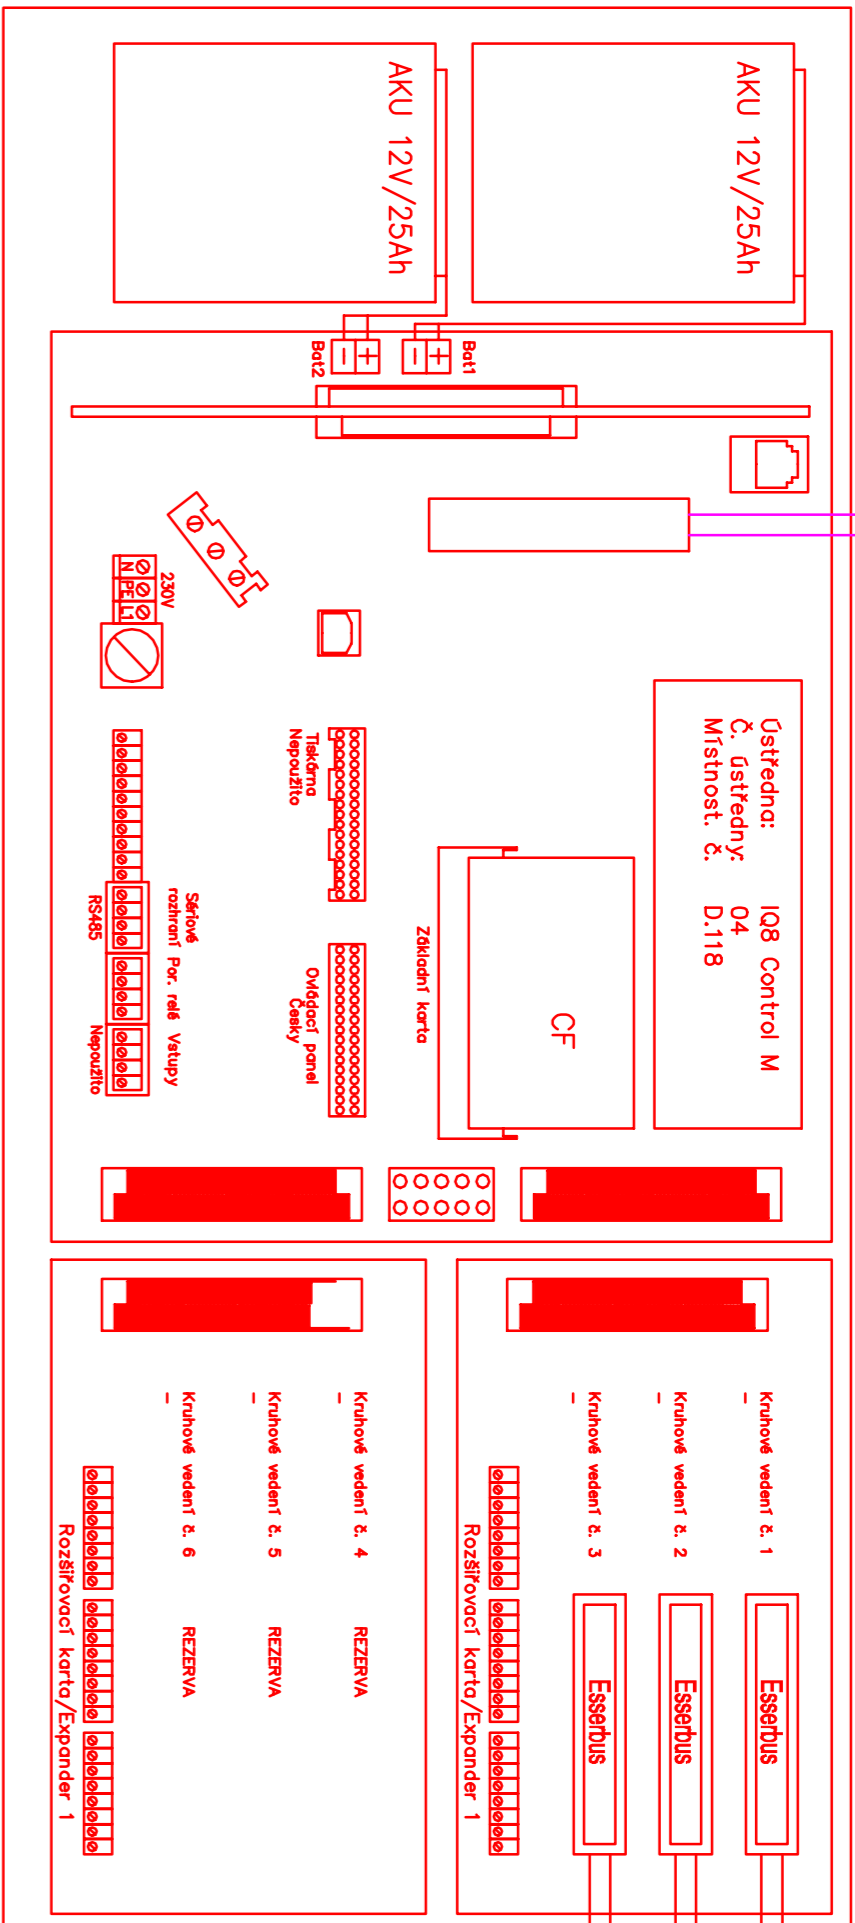 AKU 12V/25Ah
AKU 12V/25Ah
Bat1
+
-
Bat2
+
-
Ústředna: IQ8 Control M
Č. ústředny: 04
Místnost. č. D.118
CF
Základní karta
Tiskárna
Nepoužito
Ovládací panel
Česky
230V
N
PE
L1
Sériové
rozhraní
Por. relé
Vstupy
RS485
Nepoužito
Kruhové vedení č. 1
-
Esserbus
Kruhové vedení č. 2
-
Esserbus
Kruhové vedení č. 3
-
Esserbus
Rozšiřovací karta/Expander 1
Kruhové vedení č. 4 REZERVA
-
Kruhové vedení č. 5 REZERVA
-
Kruhové vedení č. 6 REZERVA
-
Rozšiřovací karta/Expander 1